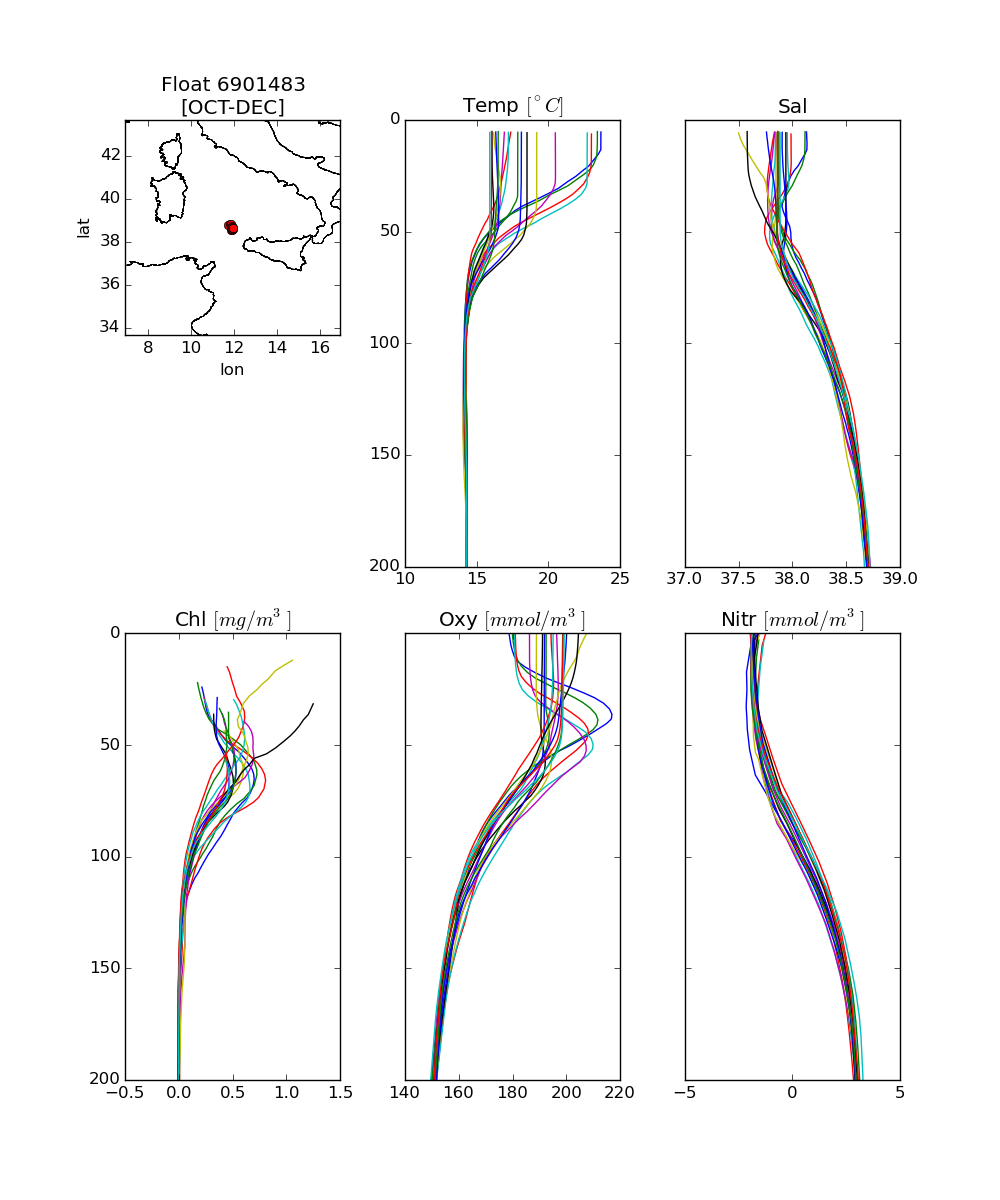 Float 6901483
[OCT-DEC]
42
40
38
36
34
lat
8 10 12 14 16
lon
Temp [°C]
0
50
100
150
200
10 15 20 25
Sal
37.0 37.5 38.0 38.5 39.0
Chl [mg/m³]
0
50
100
150
200
−0.5 0.0 0.5 1.0 1.5
Oxy [mmol/m³]
140 160 180 200 220
Nitr [mmol/m³]
−5 0 5